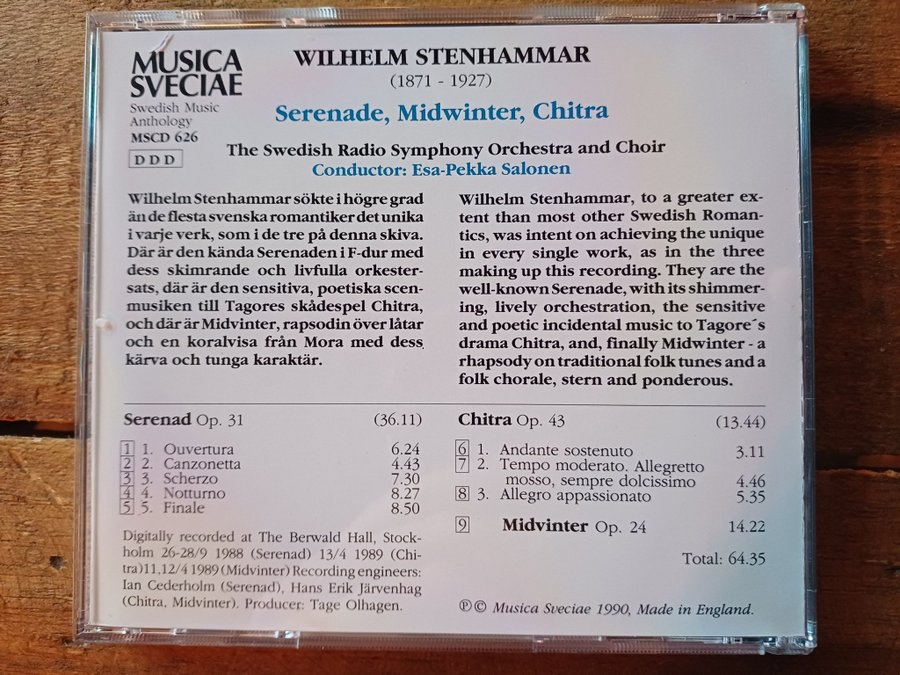 MUSICA
SVECIAE
Swedish Music
Anthology
MSCD 626
DDD
WILHELM STENHAMMAR
(1871 - 1927)
Serenade, Midwinter, Chitra
The Swedish Radio Symphony Orchestra and Choir
Conductor: Esa-Pekka Salonen
Wilhelm Stenhammar sökte i högre grad
än de flesta svenska romantiker det unika
i varje verk, som i de tre på denna skiva.
Där är den kända Serenaden i F-dur med
dess skimrande och livfulla orkester-
sats, där är den sensitiva, poetiska scen-
musiken till Tagores skådespel Chitra,
och där är Midvinter, rapsodin över låtar
och en koralvisa från Mora med dess
kärva och tunga karaktär.
Wilhelm Stenhammar, to a greater ex-
tent than most other Swedish Roman-
tics, was intent on achieving the unique
in every single work, as in the three
making up this recording. They are the
well-known Serenade, with its shimmer-
ing, lively orchestration, the sensitive
and poetic incidental music to Tagore´s
drama Chitra, and, finally Midwinter - a
rhapsody on traditional folk tunes and a
folk chorale, stern and ponderous.
Serenad Op. 31 (36.11)
1 1. Ouvertura 6.24
2 2. Canzonetta 4.43
3 3. Scherzo 7.30
4 4. Notturno 8.27
5 5. Finale 8.50
Digitally recorded at The Berwald Hall, Stock-
holm 26-28/9 1988 (Serenad) 13/4 1989 (Chi-
tra)11,12/4 1989 (Midvinter) Recording engineers:
Ian Cederholm (Serenad), Hans Erik Järvenhag
(Chitra, Midvinter). Producer: Tage Olhagen.
Chitra Op. 43 (13.44)
6 1. Andante sostenuto 3.11
7 2. Tempo moderato. Allegretto
mosso, sempre dolcissimo 4.46
8 3. Allegro appassionato 5.35
9 Midvinter Op. 24 14.22
Total: 64.35
℗© Musica Sveciae 1990, Made in England.